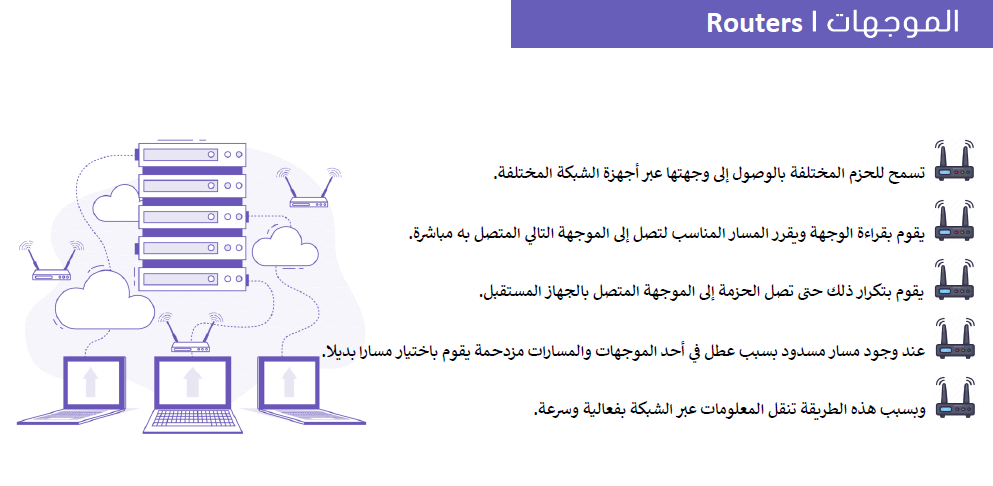 الموجهات | Routers
تسمح للحزم المختلفة بالوصول إلى وجهتها عبر أجهزة الشبكة المختلفة.
يقوم بقراءة الوجهة ويقرر المسار المناسب لتصل إلى الموجهة التالي المتصل به مباشرة.
يقوم بتكرار ذلك حتى تصل الحزمة إلى الموجهة المتصل بالجهاز المستقبل.
عند وجود مسار مسدود بسبب عطل في أحد الموجهات والمسارات مزدحمة يقوم باختيار مسارا بديلا.
وبسبب هذه الطريقة تنقل المعلومات عبر الشبكة بفعالية وسرعة.